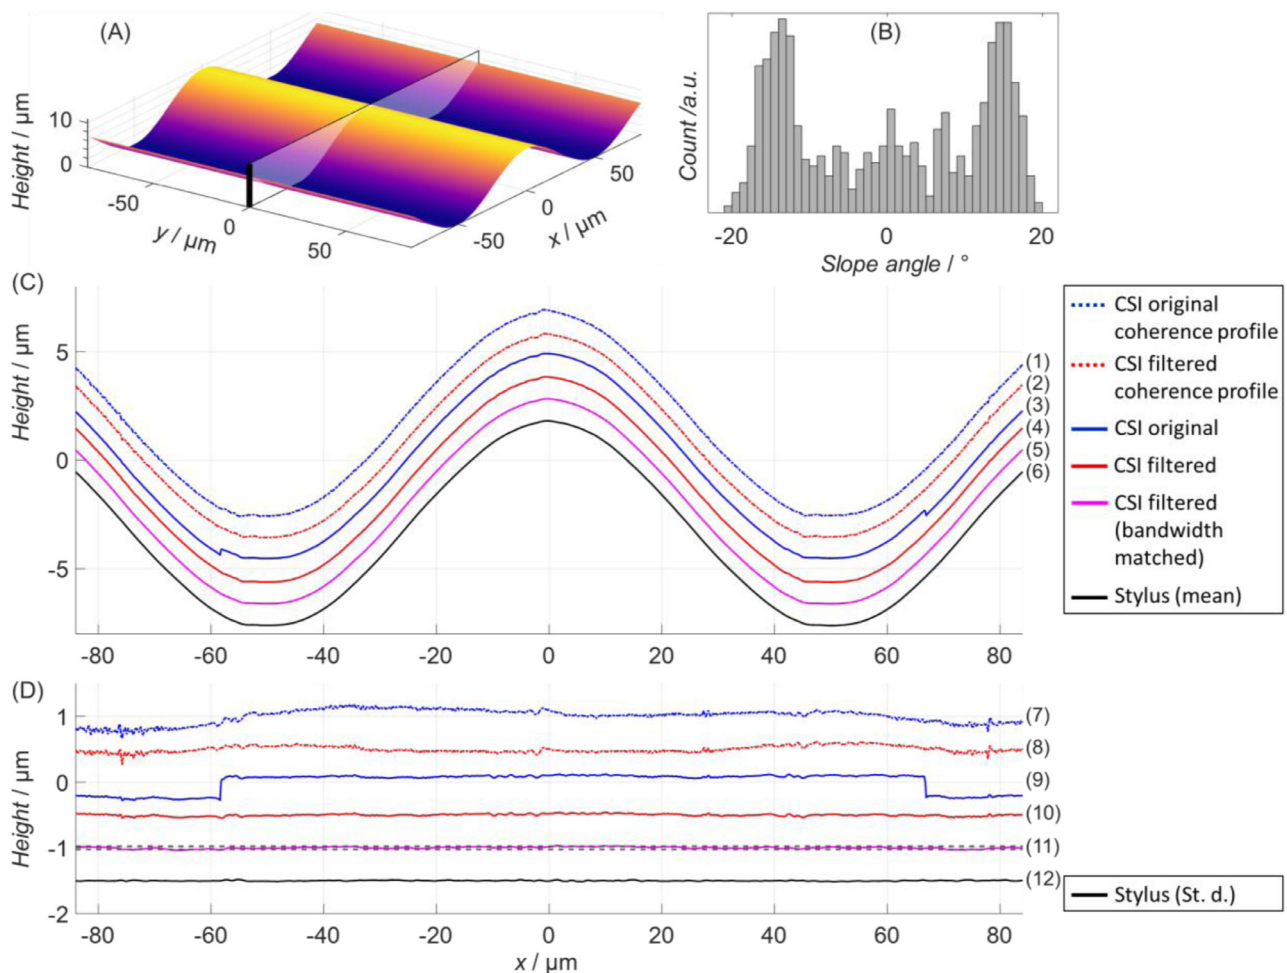 (A)
Height / µm
10
0
-50
0
50
y / µm
-50
0
50
x / µm
(B)
Count /a.u.
-20
0
20
Slope angle / °
(C)
Height / µm
5
0
-5
-80
-60
-40
-20
0
20
40
60
80
(1)
(2)
(3)
(4)
(5)
(6)
CSI original
coherence profile
CSI filtered
coherence profile
CSI original
CSI filtered
CSI filtered
(bandwidth
matched)
Stylus (mean)
(D)
Height / µm
1
0
-1
-2
(7)
(8)
(9)
(10)
(11)
(12)
-80
-60
-40
-20
0
20
40
60
80
x / µm
Stylus (St. d.)